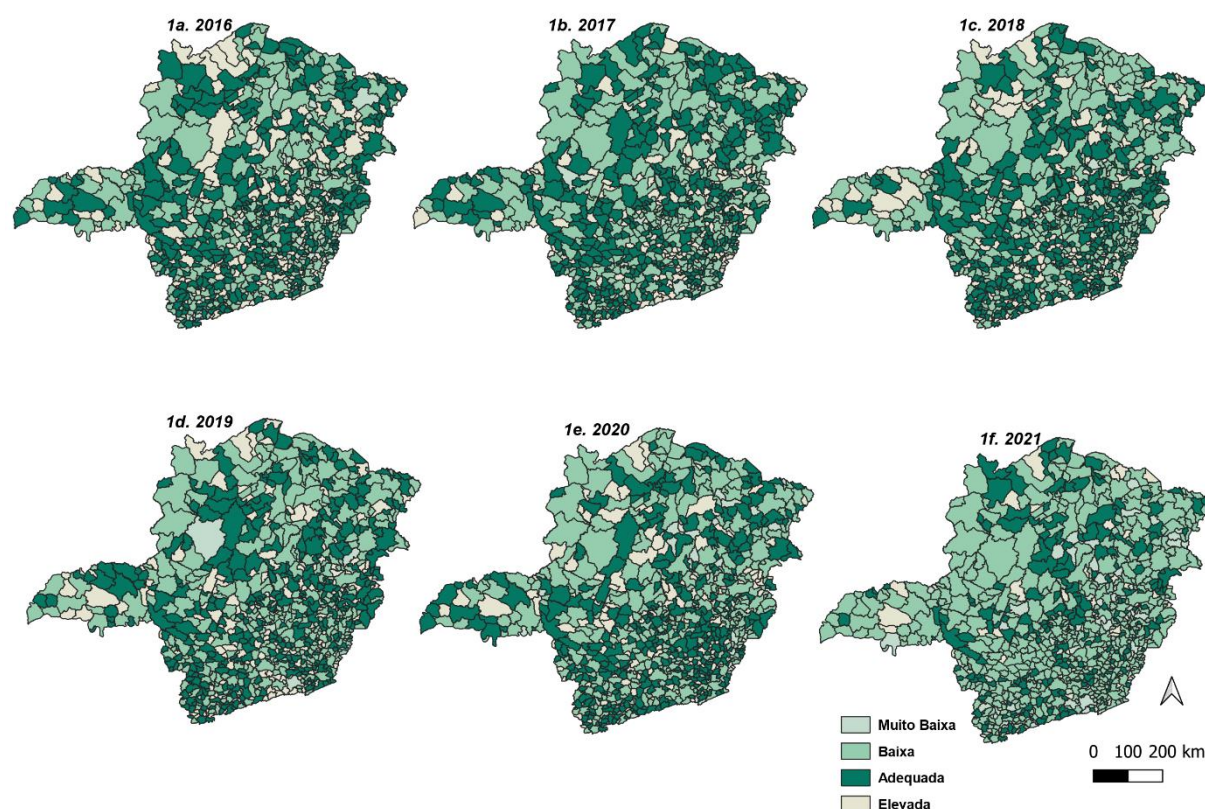 1a. 2016
1b. 2017
1c. 2018
1d. 2019
1e. 2020
1f. 2021
Muito Baixa
Baixa
Adequada
Elevada
0 100 200 km